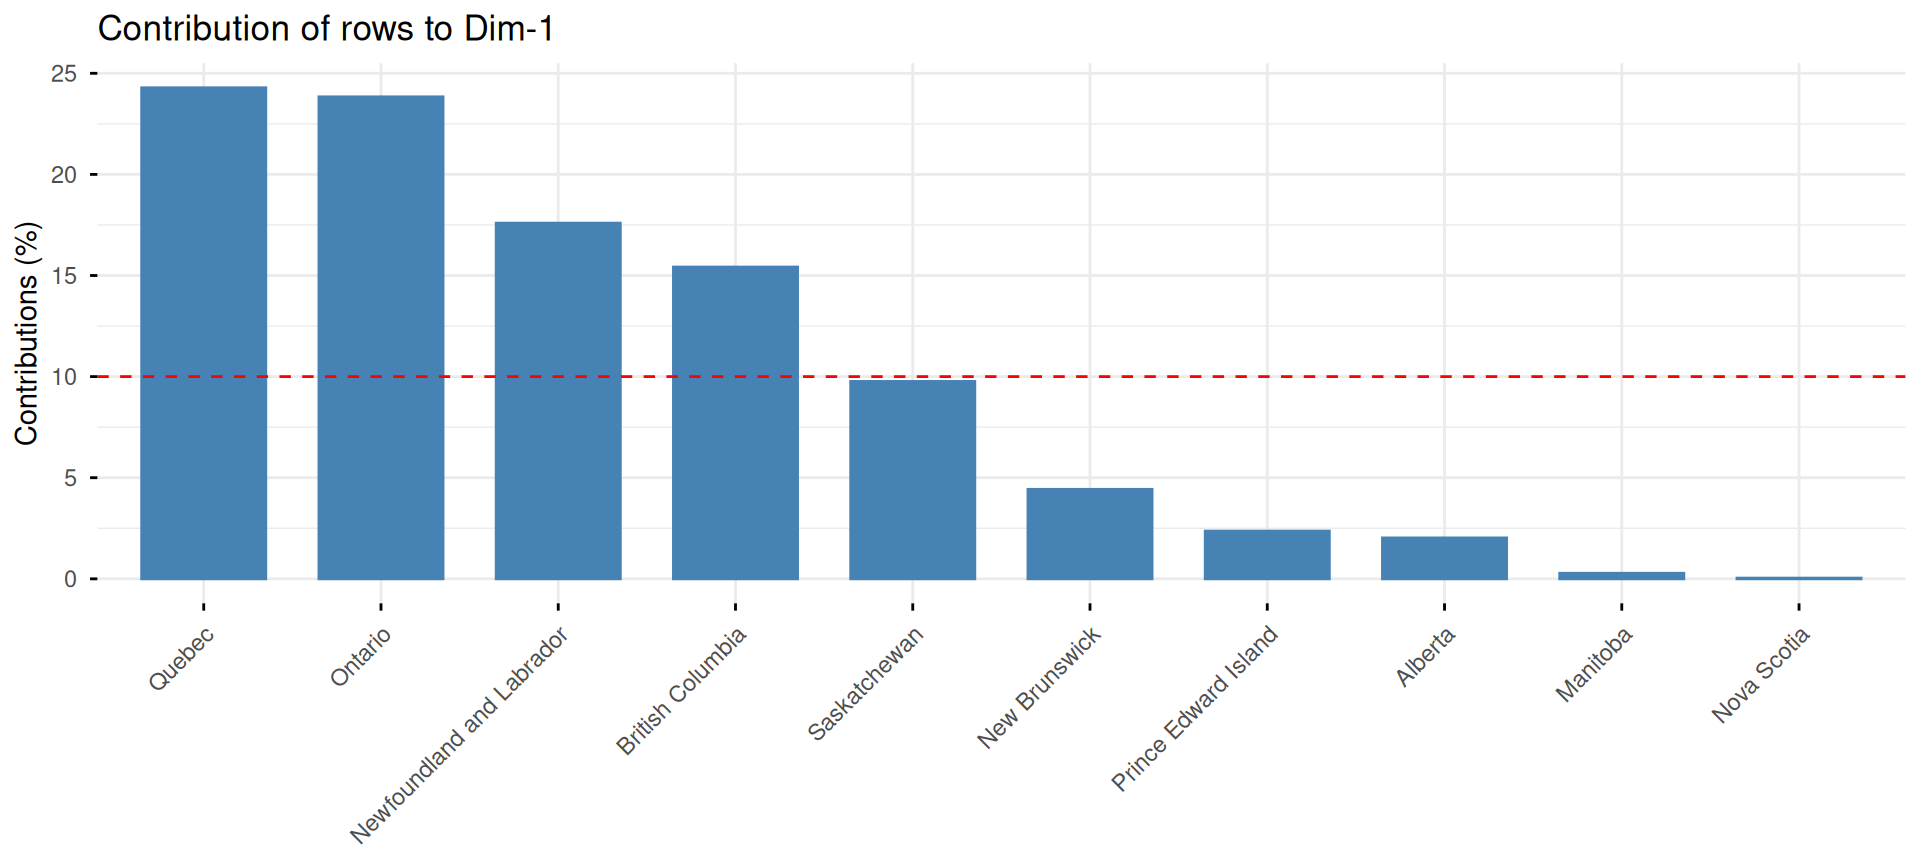 Contribution of rows to Dim-1
Contributions (%)
25
20
15
10
5
0
Quebec
Ontario
Newfoundland and Labrador
British Columbia
Saskatchewan
New Brunswick
Prince Edward Island
Alberta
Manitoba
Nova Scotia